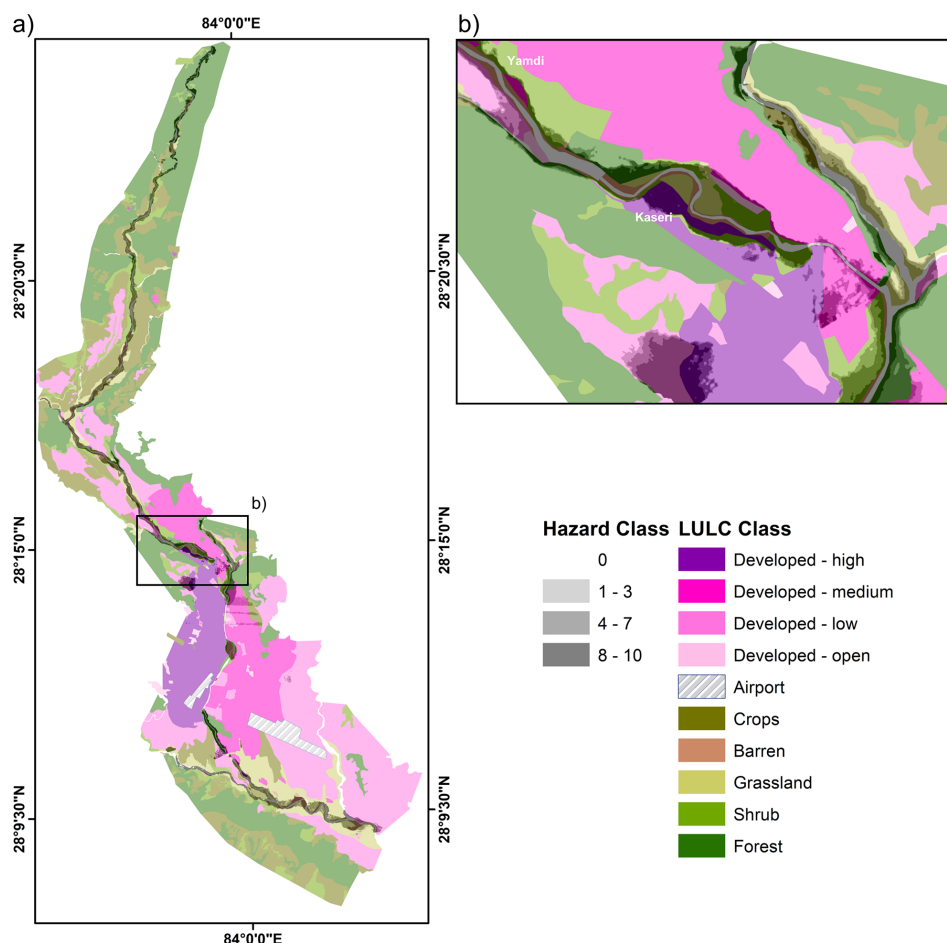 a)
84°0'0"E
b)
Yamdi
Kaseri
28°20'30"N
28°20'30"N
b)
28°15'0"N
28°15'0"N
28°9'30"N
28°9'30"N
84°0'0"E
Hazard Class
0
1 - 3
4 - 7
8 - 10
LULC Class
Developed - high
Developed - medium
Developed - low
Developed - open
Airport
Crops
Barren
Grassland
Shrub
Forest